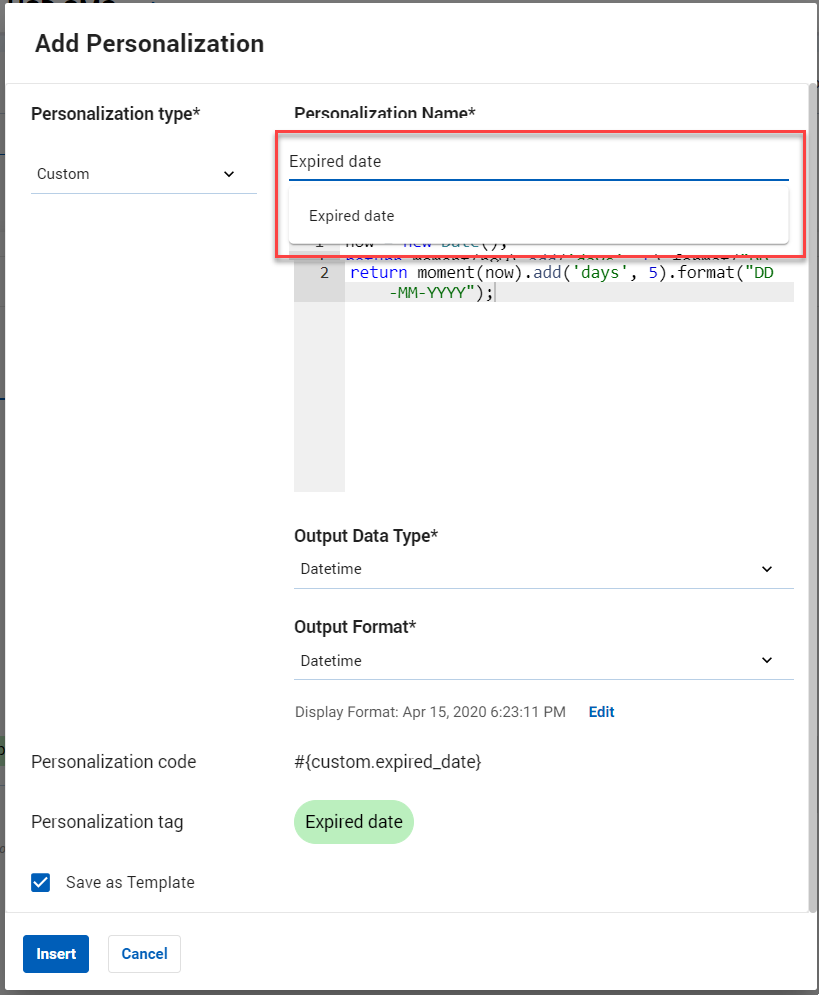 Add Personalization
Personalization type*
Personalization Name*
Custom
Expired date
Expired date
1 now = new Date();
2 return moment(now).add('days', 5).format("DD
-MM-YYYY");
Output Data Type*
Datetime
Output Format*
Datetime
Display Format: Apr 15, 2020 6:23:11 PM Edit
Personalization code
#{custom.expired_date}
Personalization tag
Expired date
Save as Template
Insert
Cancel